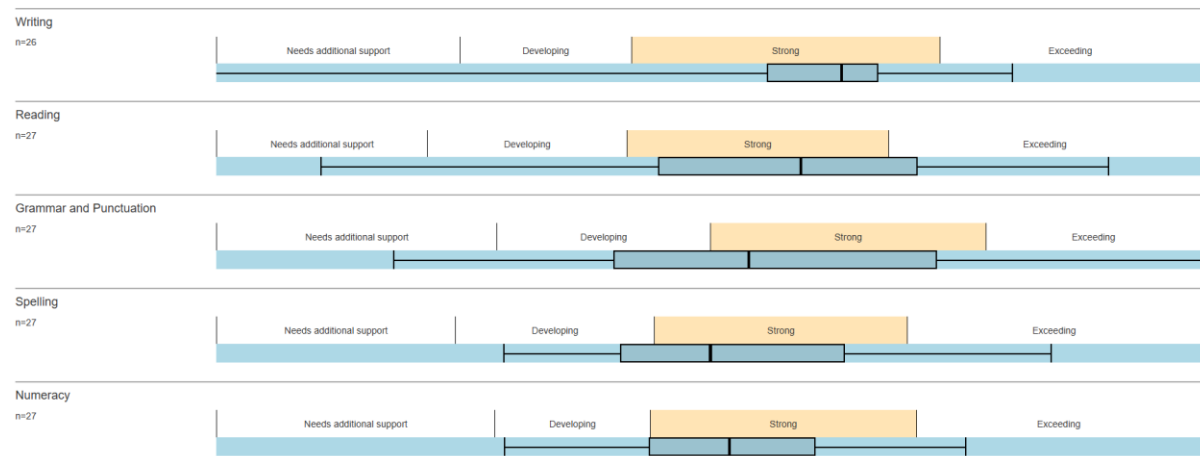 Writing
n=26
Needs additional support Developing Strong Exceeding
Reading
n=27
Needs additional support Developing Strong Exceeding
Grammar and Punctuation
n=27
Needs additional support Developing Strong Exceeding
Spelling
n=27
Needs additional support Developing Strong Exceeding
Numeracy
n=27
Needs additional support Developing Strong Exceeding